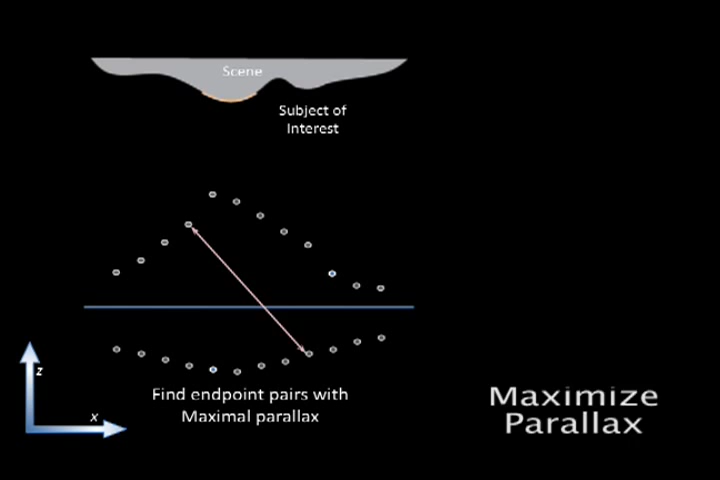 Scene
Subject of
Interest
z
x
Find endpoint pairs with
Maximal parallax
Maximize
Parallax